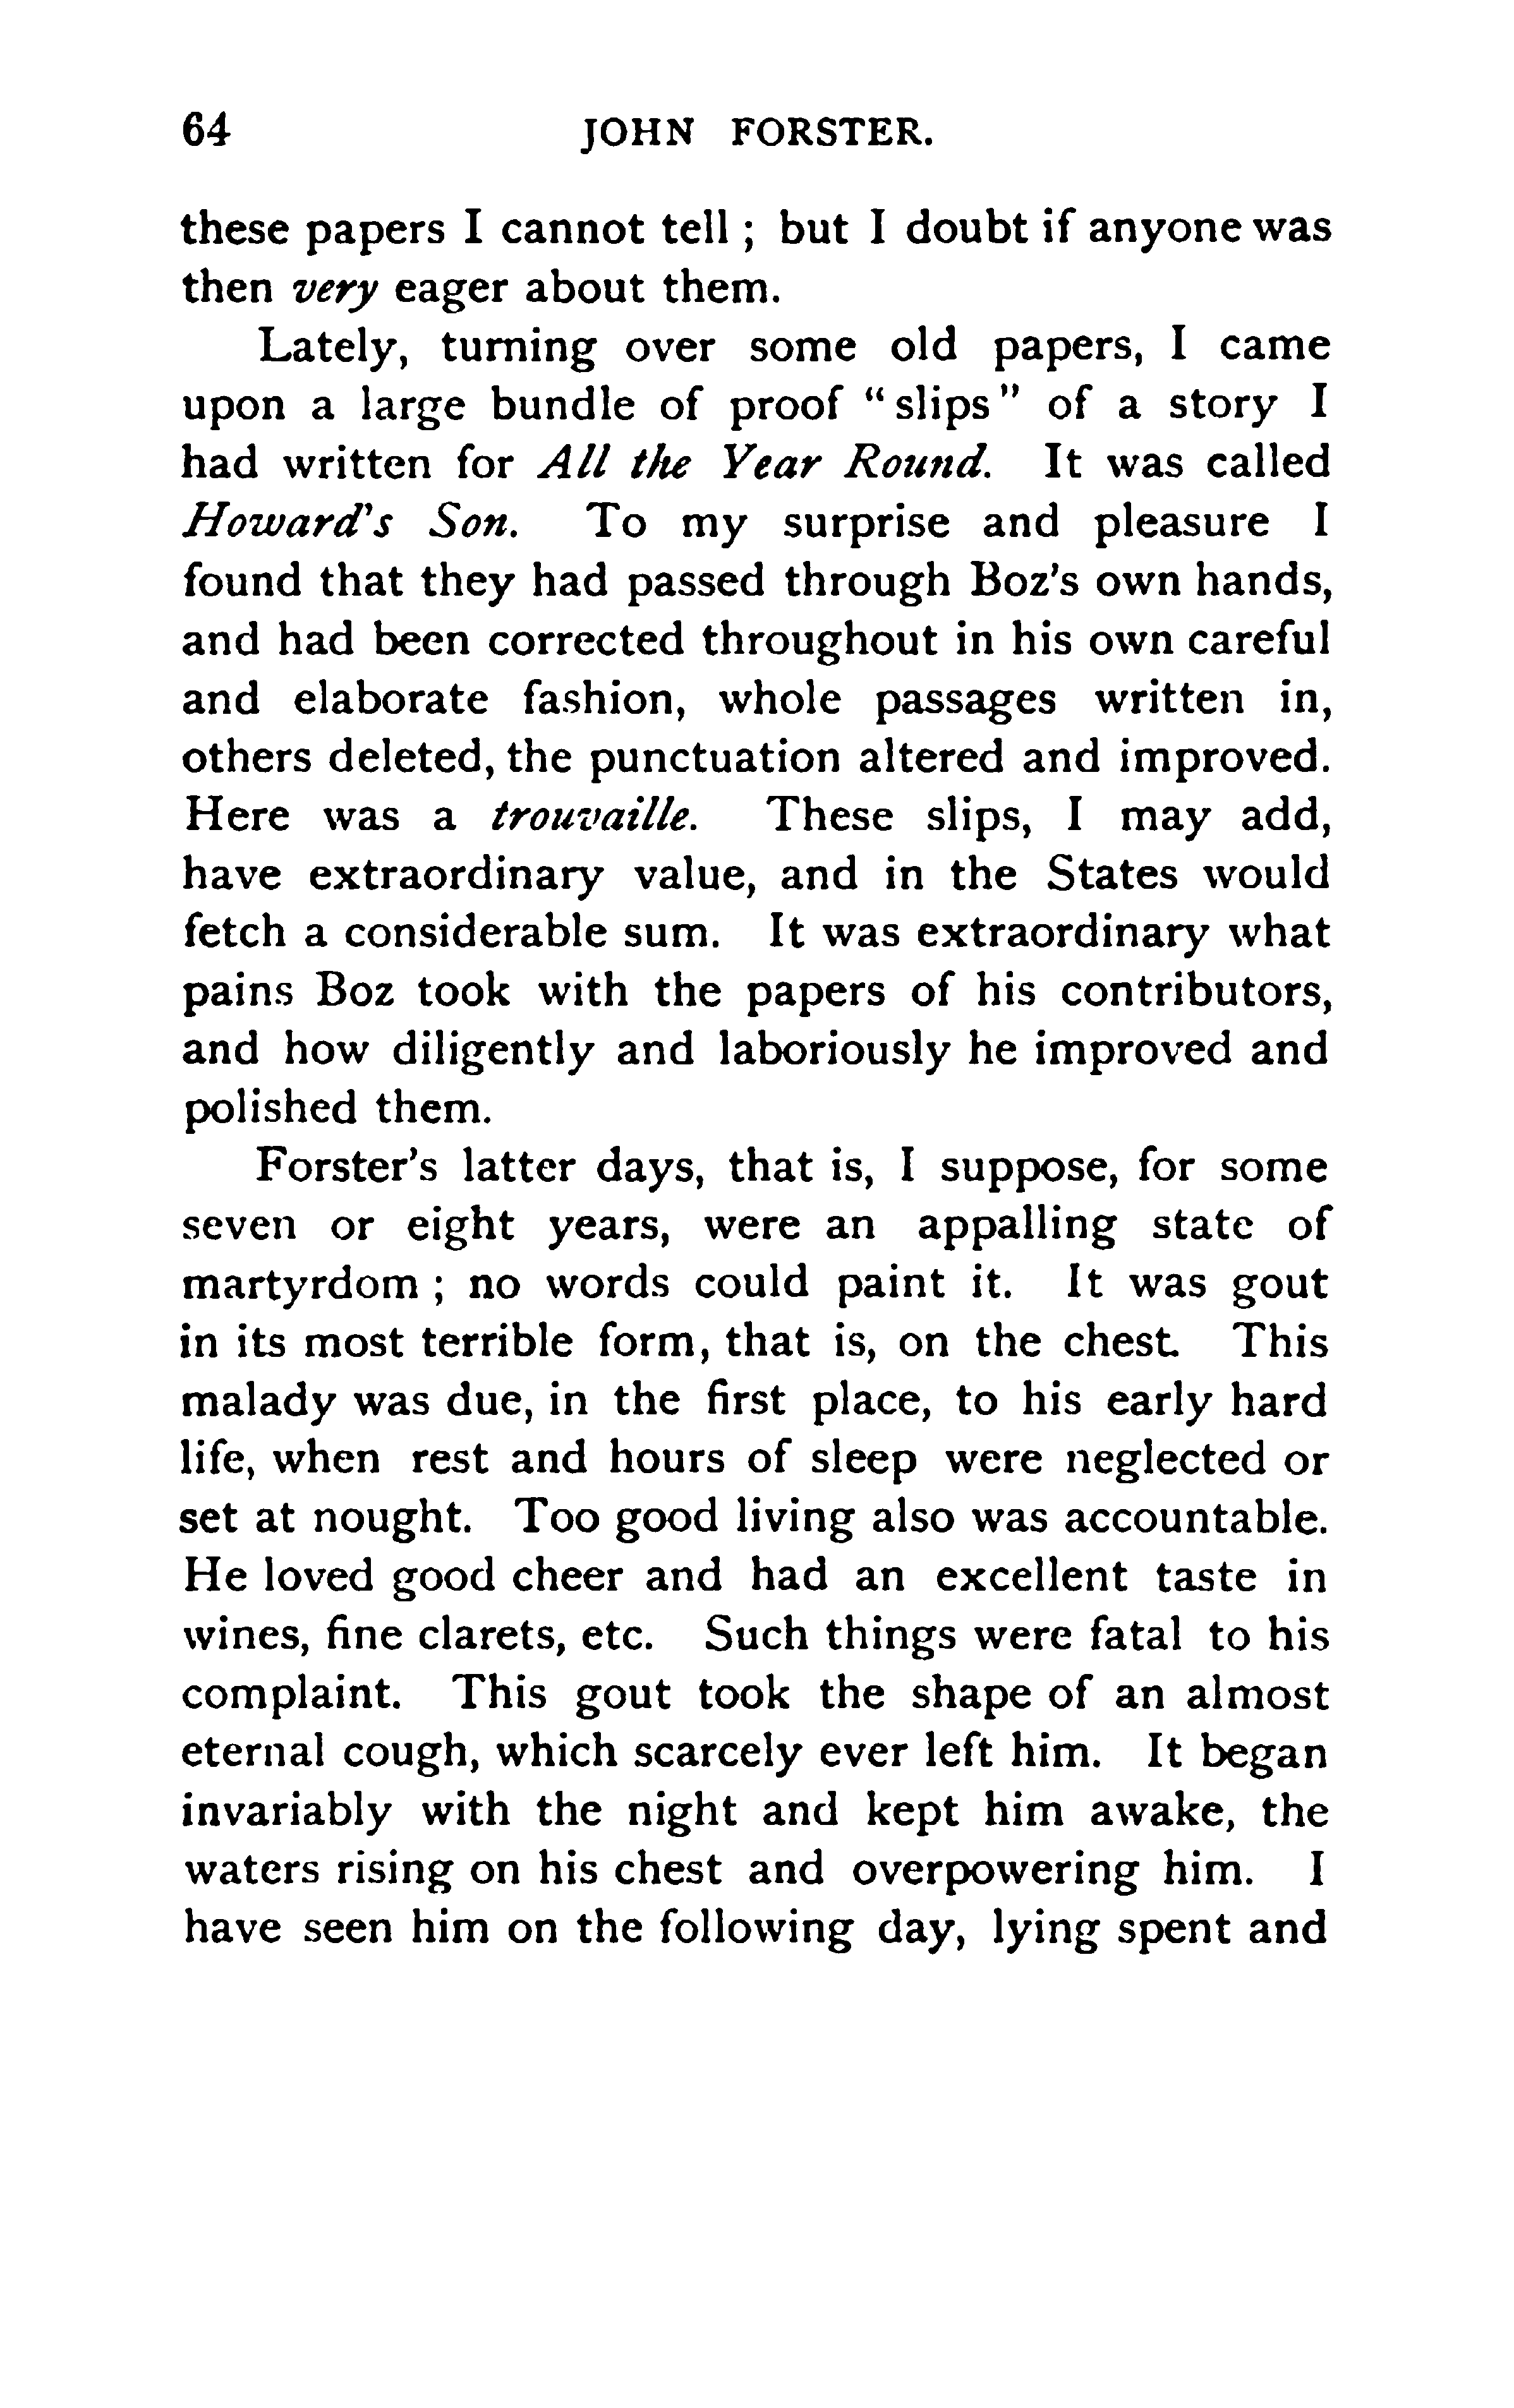 64 JOHN FORSTER.
these papers I cannot tell ; but I doubt if anyone was
then very eager about them.
Lately, turning over some old papers, I came
upon a large bundle of proof “ slips ” of a story I
had written for All the Year Round. It was called
Howard's Son. To my surprise and pleasure I
found that they had passed through Boz's own hands,
and had been corrected throughout in his own careful
and elaborate fashion, whole passages written in,
others deleted, the punctuation altered and improved.
Here was a trouvaille. These slips, I may add,
have extraordinary value, and in the States would
fetch a considerable sum. It was extraordinary what
pains Boz took with the papers of his contributors,
and how diligently and laboriously he improved and
polished them.
Forster's latter days, that is, I suppose, for some
seven or eight years, were an appalling state of
martyrdom ; no words could paint it. It was gout
in its most terrible form, that is, on the chest. This
malady was due, in the first place, to his early hard
life, when rest and hours of sleep were neglected or
set at nought. Too good living also was accountable.
He loved good cheer and had an excellent taste in
wines, fine clarets, etc. Such things were fatal to his
complaint. This gout took the shape of an almost
eternal cough, which scarcely ever left him. It began
invariably with the night and kept him awake, the
waters rising on his chest and overpowering him. I
have seen him on the following day, lying spent and